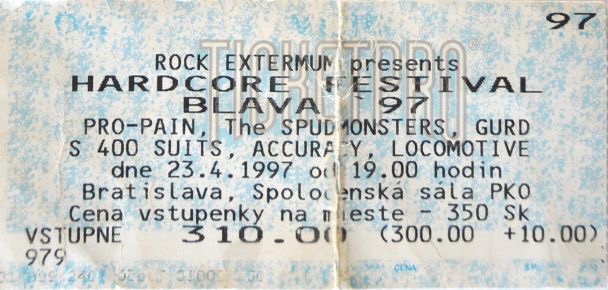 97
TICKETPRO®
ROCK EXTERMUM presents
HARDCORE FESTIVAL
BLAVA '97
PRO-PAIN, The SPUDMONSTERS, GURD
S 400 SUITS, ACCURACY, LOCOMOTIVE
dne 23.4.1997 od 19.00 hodin
Bratislava, Spoločenská sála PKO
Cena vstupenky na mieste - 350 Sk
VSTUPNE 310.00 (300.00 +10.00)
979
CENA